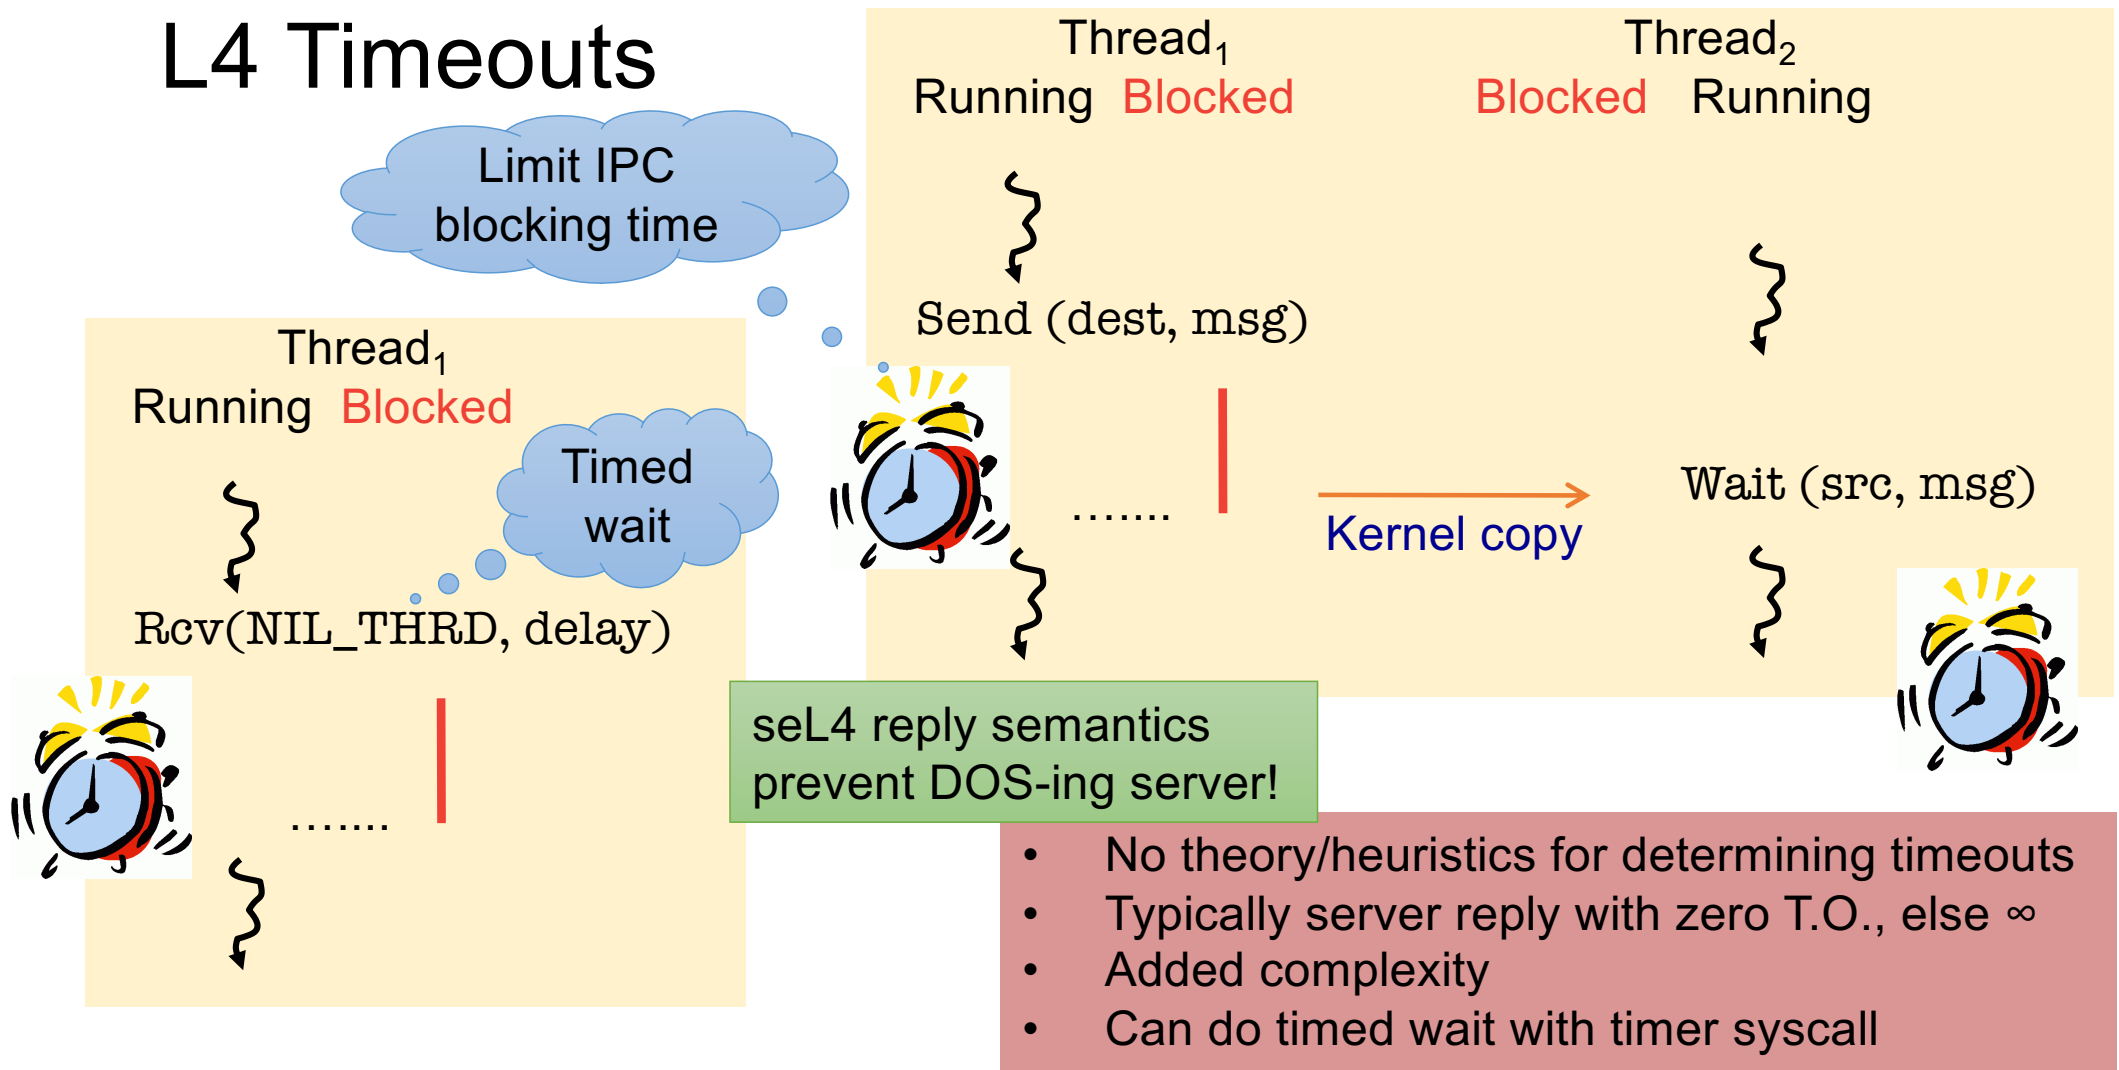 L4 Timeouts
Limit IPC
blocking time
Thread₁
Running Blocked
Thread₂
Blocked Running
Send (dest, msg)
…....
Kernel copy
Wait (src, msg)
Thread₁
Running Blocked
Timed
wait
Rcv(NIL_THRD, delay)
…....
seL4 reply semantics
prevent DOS-ing server!
• No theory/heuristics for determining timeouts
• Typically server reply with zero T.O., else ∞
• Added complexity
• Can do timed wait with timer syscall